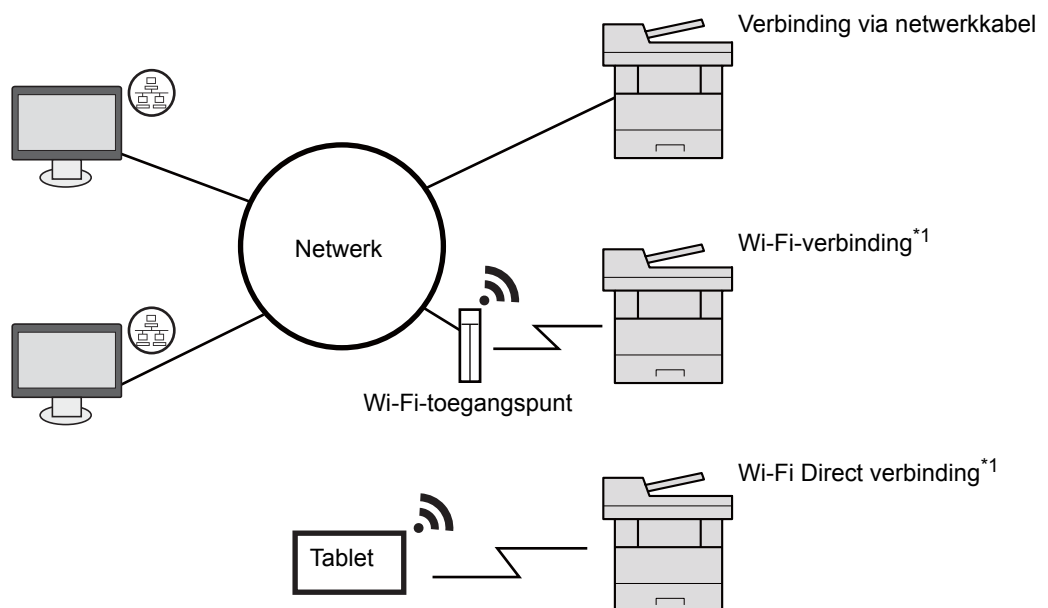 Verbinding via netwerkkabel
Netwerk
Wi-Fi-verbinding*1
Wi-Fi-toegangspunt
Wi-Fi Direct verbinding*1
Tablet